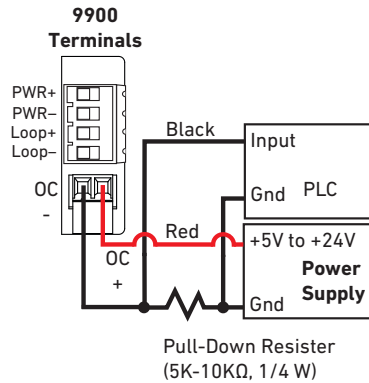 9900
Terminals
PWR+
PWR–
Loop+
Loop–
OC
-
OC
+
Black
Red
Input
PLC
Gnd
+5V to +24V
Power
Supply
Gnd
Pull-Down Resister
(5K-10KΩ, 1/4 W)